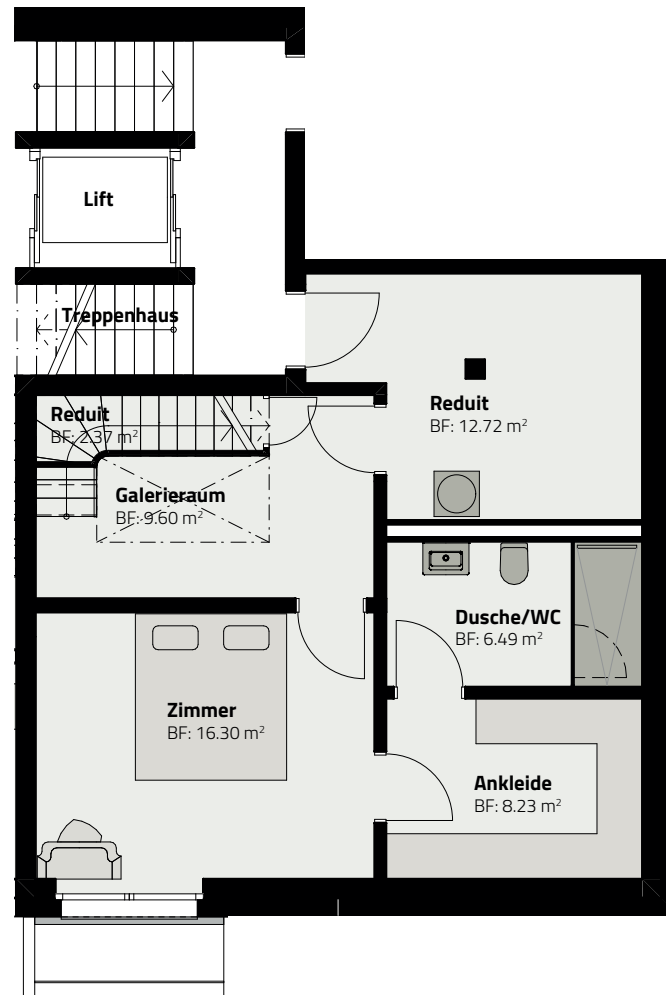 Lift
Treppenhaus
Reduit
BF: 2.37 m²
Reduit
BF: 12.72 m²
Galerieraum
BF: 9.60 m²
Dusche/WC
BF: 6.49 m²
Zimmer
BF: 16.30 m²
Ankleide
BF: 8.23 m²